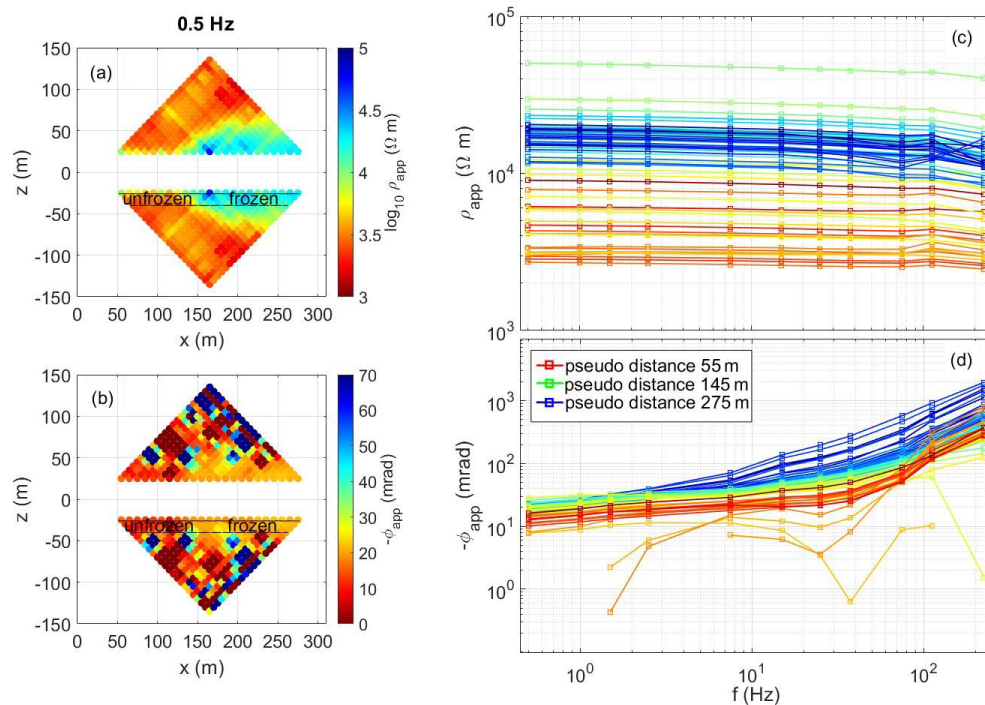 0.5 Hz
(a)
150
100
50
0
-50
-100
-150
z (m)
unfrozen
frozen
0 50 100 150 200 250 300
x (m)
5
4.5
4
3.5
3
log10 ρapp (Ω m)
(b)
150
100
50
0
-50
-100
-150
z (m)
unfrozen
frozen
0 50 100 150 200 250 300
x (m)
70
60
50
40
30
20
10
0
-ϕapp (mrad)
(c)
10^5
10^4
10^3
ρapp (Ω m)
(d)
pseudo distance 55 m
pseudo distance 145 m
pseudo distance 275 m
10^3
10^2
10^1
10^0
-ϕapp (mrad)
10^0 10^1 10^2
f (Hz)